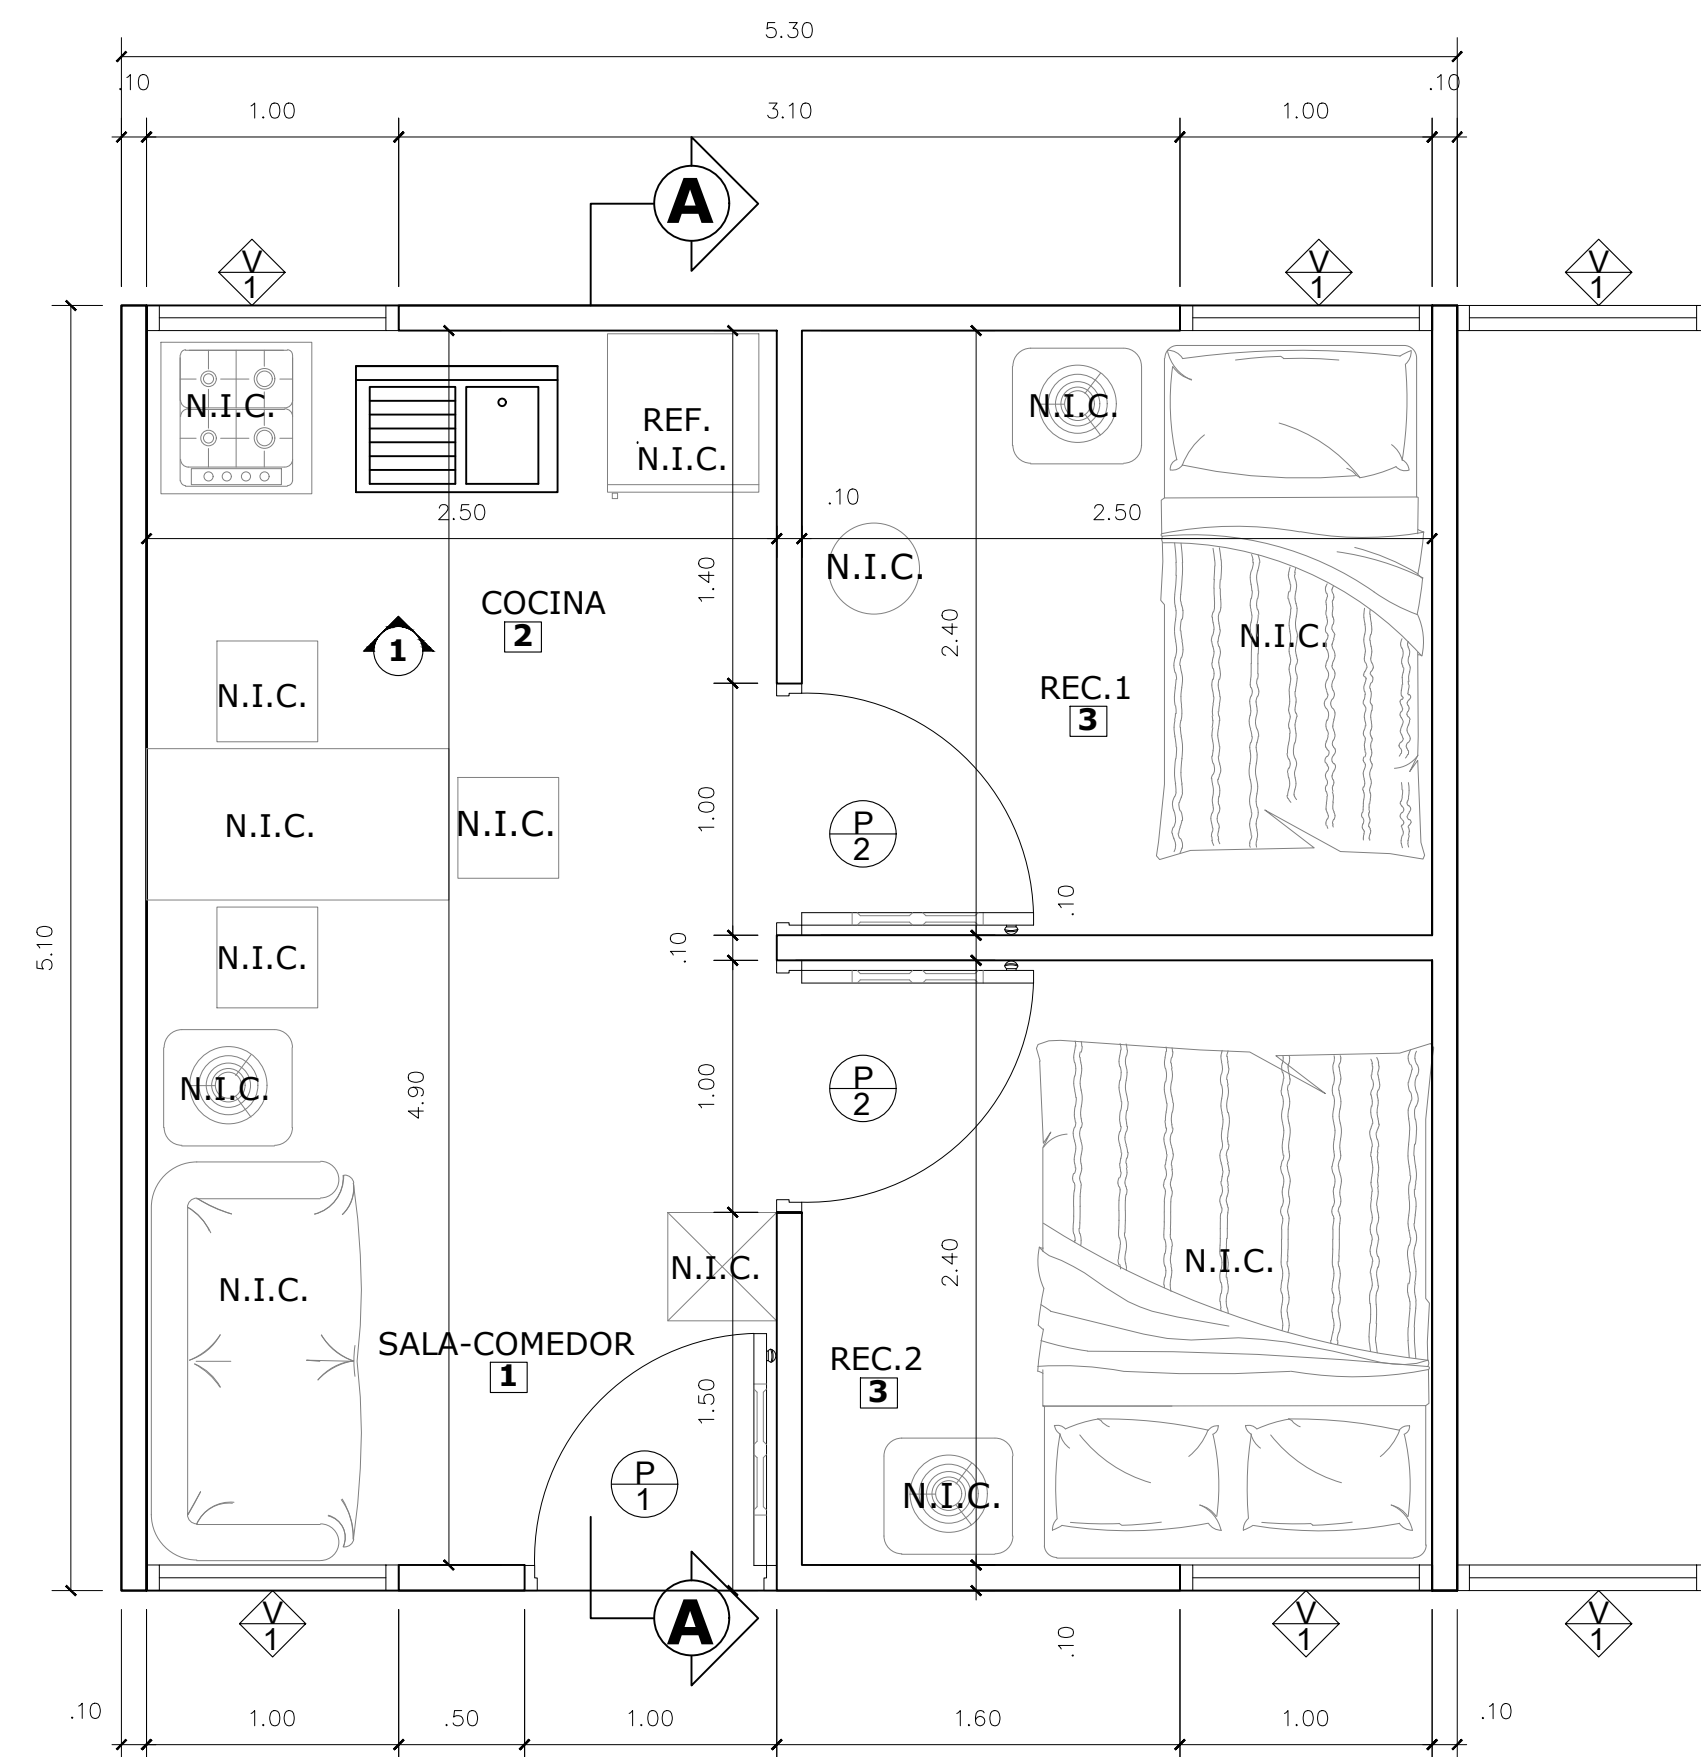 5.30
.10
.10
1.00
3.10
1.00
A
V
1
V
1
V
1
N.I.C.
REF.
N.I.C.
N.I.C.
.10
2.50
2.50
N.I.C.
1.40
COCINA
2
2.40
N.I.C.
1
REC.1
3
N.I.C.
N.I.C.
N.I.C.
1.00
P
2
.10
5.10
.10
N.I.C.
N.I.C.
4.90
1.00
P
2
N.I.C.
N.I.C.
2.40
N.I.C.
SALA-COMEDOR
1
REC.2
3
1.50
P
1
N.I.C.
V
1
A
V
1
V
1
.10
.10
1.00
.50
1.00
1.60
1.00
.10